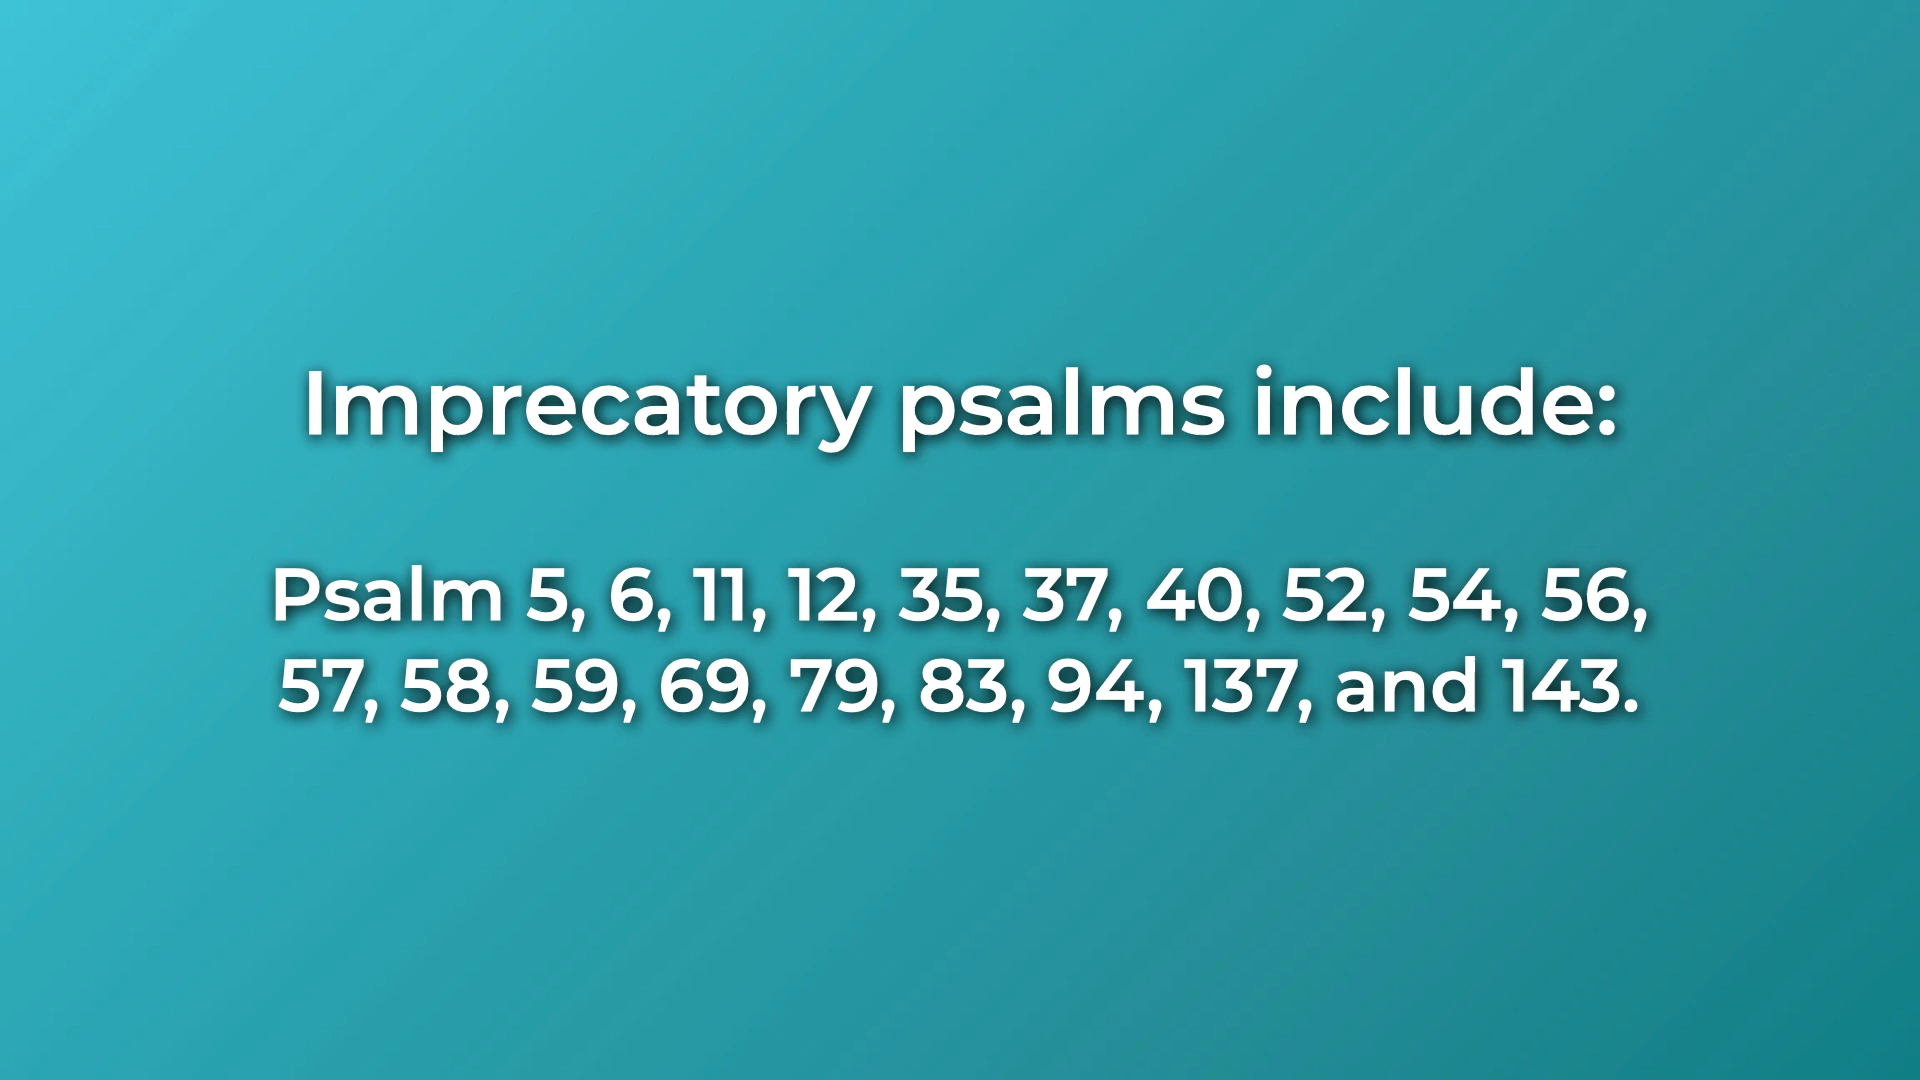 Imprecatory psalms include:
Psalm 5, 6, 11, 12, 35, 37, 40, 52, 54, 56,
57, 58, 59, 69, 79, 83, 94, 137, and 143.